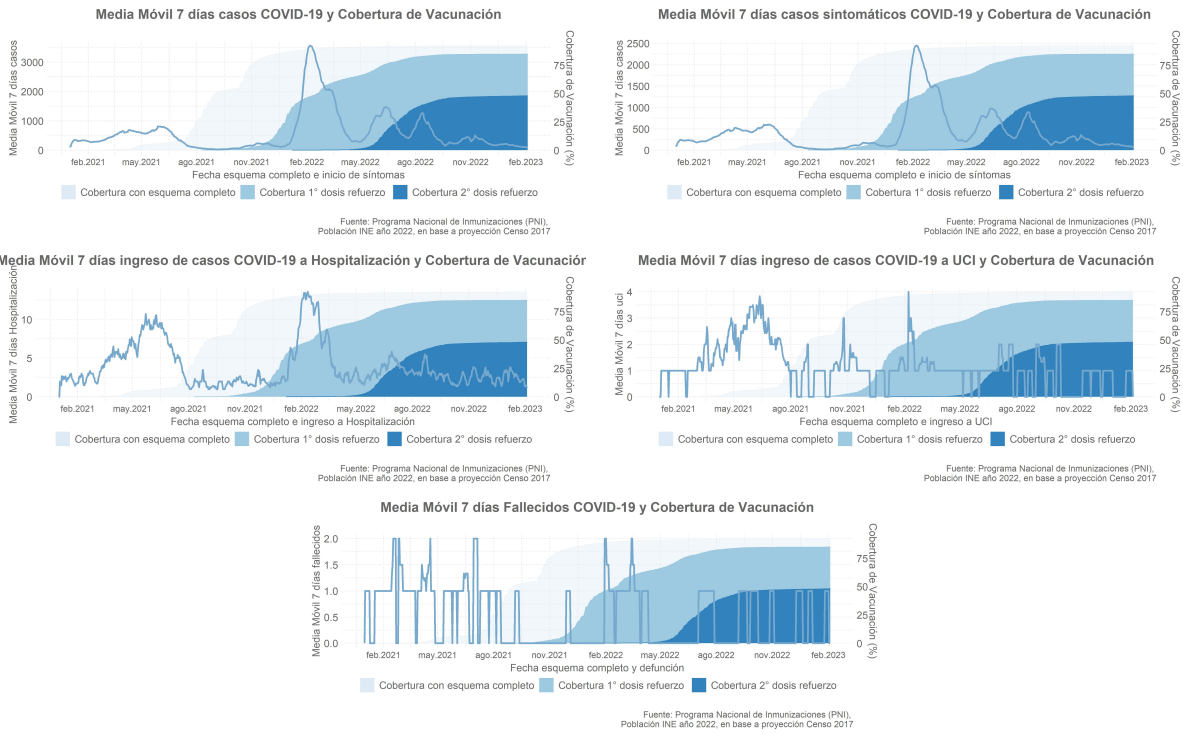 Media Móvil 7 días casos COVID-19 y Cobertura de Vacunación
Media Móvil 7 días casos
3000
2000
1000
0
Cobertura de Vacunación (%)
75
50
25
0
feb.2021 may.2021 ago.2021 nov.2021 feb.2022 may.2022 ago.2022 nov.2022 feb.2023
Fecha esquema completo e inicio de síntomas
Cobertura con esquema completo Cobertura 1° dosis refuerzo Cobertura 2° dosis refuerzo
Fuente: Programa Nacional de Inmunizaciones (PNI),
Población INE año 2022, en base a proyección Censo 2017
Media Móvil 7 días casos sintomáticos COVID-19 y Cobertura de Vacunación
Media Móvil 7 días casos
2500
2000
1500
1000
500
0
Cobertura de Vacunación (%)
75
50
25
0
feb.2021 may.2021 ago.2021 nov.2021 feb.2022 may.2022 ago.2022 nov.2022 feb.2023
Fecha esquema completo e inicio de síntomas
Cobertura con esquema completo Cobertura 1° dosis refuerzo Cobertura 2° dosis refuerzo
Fuente: Programa Nacional de Inmunizaciones (PNI),
Población INE año 2022, en base a proyección Censo 2017
Media Móvil 7 días ingreso de casos COVID-19 a Hospitalización y Cobertura de Vacunación
Media Móvil 7 días Hospitalización
10
5
0
Cobertura de Vacunación (%)
75
50
25
0
feb.2021 may.2021 ago.2021 nov.2021 feb.2022 may.2022 ago.2022 nov.2022 feb.2023
Fecha esquema completo e ingreso a Hospitalización
Cobertura con esquema completo Cobertura 1° dosis refuerzo Cobertura 2° dosis refuerzo
Fuente: Programa Nacional de Inmunizaciones (PNI),
Población INE año 2022, en base a proyección Censo 2017
Media Móvil 7 días ingreso de casos COVID-19 a UCI y Cobertura de Vacunación
Media Móvil 7 días uci
4
3
2
1
0
Cobertura de Vacunación (%)
75
50
25
0
feb.2021 may.2021 ago.2021 nov.2021 feb.2022 may.2022 ago.2022 nov.2022 feb.2023
Fecha esquema completo e ingreso a UCI
Cobertura con esquema completo Cobertura 1° dosis refuerzo Cobertura 2° dosis refuerzo
Fuente: Programa Nacional de Inmunizaciones (PNI),
Población INE año 2022, en base a proyección Censo 2017
Media Móvil 7 días Fallecidos COVID-19 y Cobertura de Vacunación
Media Móvil 7 días fallecidos
2.0
1.5
1.0
0.5
0.0
Cobertura de Vacunación (%)
75
50
25
0
feb.2021 may.2021 ago.2021 nov.2021 feb.2022 may.2022 ago.2022 nov.2022 feb.2023
Fecha esquema completo y defunción
Cobertura con esquema completo Cobertura 1° dosis refuerzo Cobertura 2° dosis refuerzo
Fuente: Programa Nacional de Inmunizaciones (PNI),
Población INE año 2022, en base a proyección Censo 2017